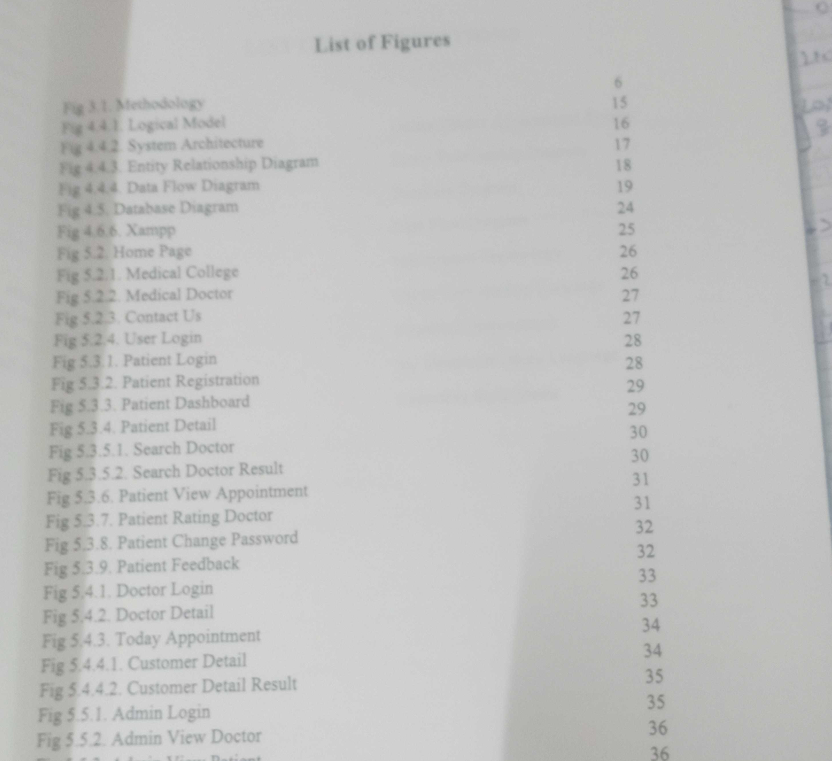 List of Figures
Fig 3.1. Methodology 6
Fig 4.4.1. Logical Model 15
Fig 4.4.2. System Architecture 16
Fig 4.4.3. Entity Relationship Diagram 17
Fig 4.4.4. Data Flow Diagram 18
Fig 4.5. Database Diagram 19
Fig 4.6.6. Xampp 24
Fig 5.2. Home Page 25
Fig 5.2.1. Medical College 26
Fig 5.2.2. Medical Doctor 26
Fig 5.2.3. Contact Us 27
Fig 5.2.4. User Login 27
Fig 5.3.1. Patient Login 28
Fig 5.3.2. Patient Registration 28
Fig 5.3.3. Patient Dashboard 29
Fig 5.3.4. Patient Detail 29
Fig 5.3.5.1. Search Doctor 30
Fig 5.3.5.2. Search Doctor Result 30
Fig 5.3.6. Patient View Appointment 31
Fig 5.3.7. Patient Rating Doctor 31
Fig 5.3.8. Patient Change Password 32
Fig 5.3.9. Patient Feedback 32
Fig 5.4.1. Doctor Login 33
Fig 5.4.2. Doctor Detail 33
Fig 5.4.3. Today Appointment 34
Fig 5.4.4.1. Customer Detail 34
Fig 5.4.4.2. Customer Detail Result 35
Fig 5.5.1. Admin Login 35
Fig 5.5.2. Admin View Doctor 36
36